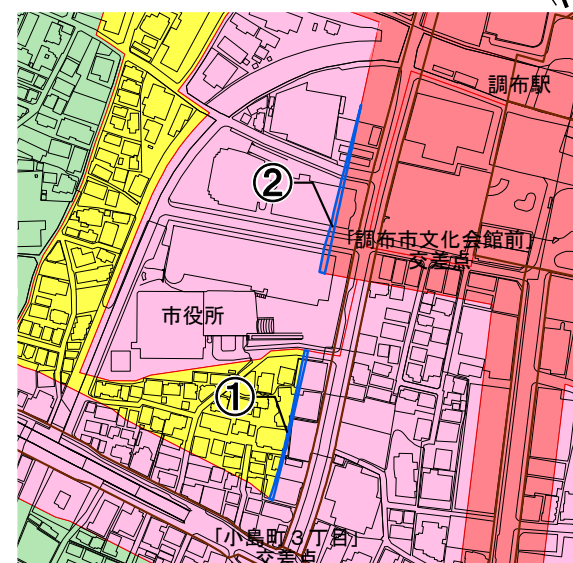 調布駅
②
「調布市文化会館前」
交差点
市役所
①
「小島町３丁目」
交差点